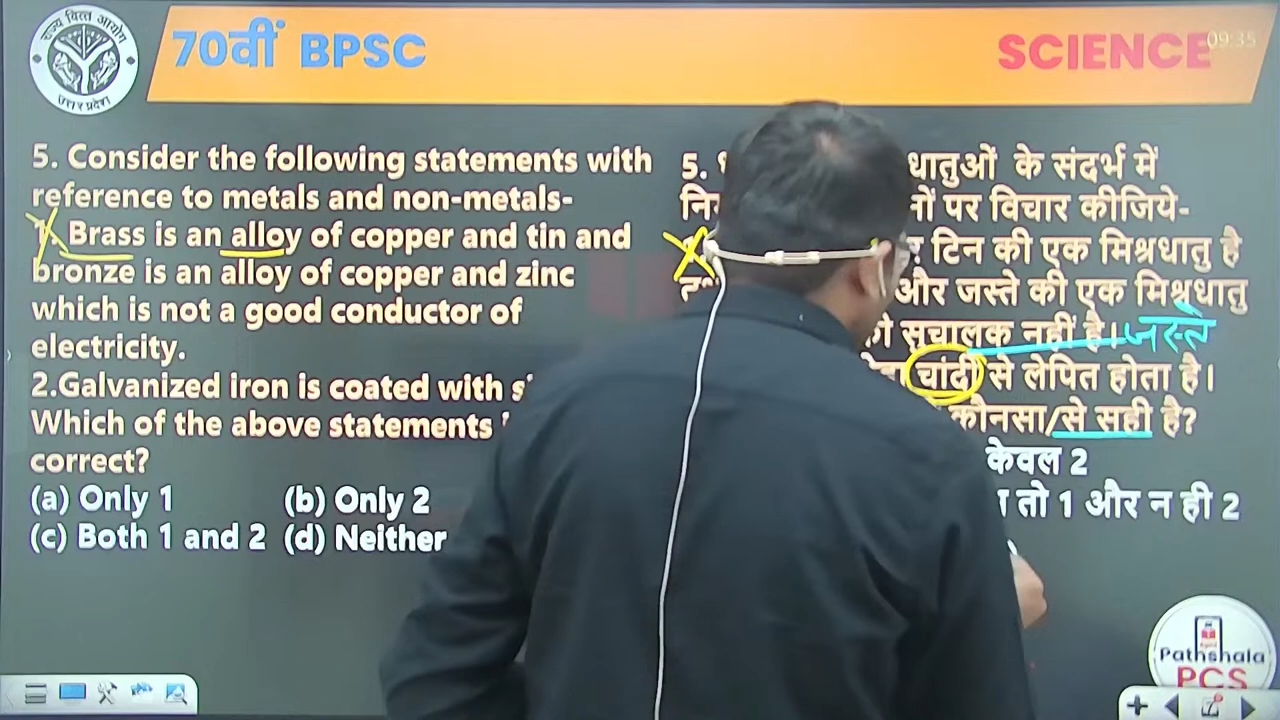 राज्य वित्त आयोग
उत्तर प्रदेश
70वीं BPSC
SCIENCE
09:35
5. Consider the following statements with
reference to metals and non-metals-
Brass is an alloy of copper and tin and
bronze is an alloy of copper and zinc
which is not a good conductor of
electricity.
2.Galvanized iron is coated with
Which of the above statements
correct?
(a) Only 1 (b) Only 2
(c) Both 1 and 2 (d) Neither
5. धातुओं के संदर्भ में
पर विचार कीजिये-
टिन की एक मिश्रधातु है
और जस्ते की एक मिश्रधातु
सुचालक नहीं है। जस्ते
चांदी से लेपित होता है।
कौनसा/से सही है?
केवल 2
तो 1 और न ही 2
Pathshala
PCS